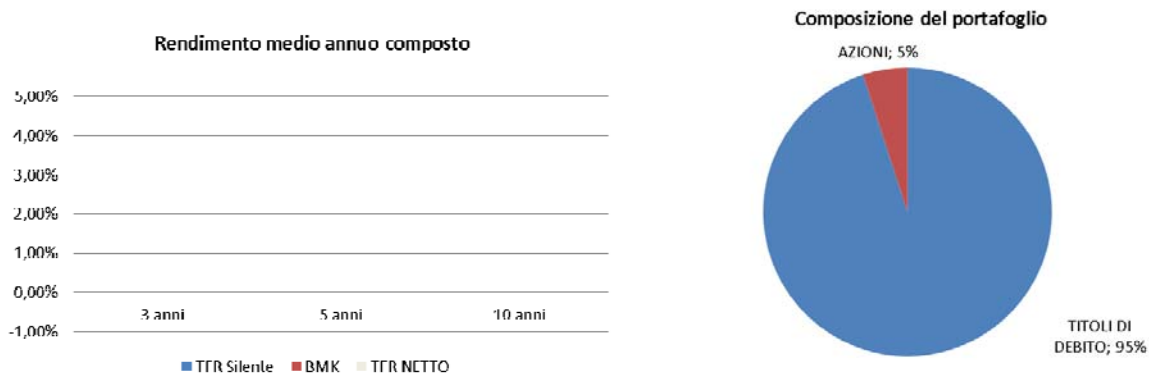 Rendimento medio annuo composto
5,00%
4,00%
3,00%
2,00%
1,00%
0,00%
-1,00%
3 anni
5 anni
10 anni
TFR Silente
BMK
TFR NETTO
Composizione del portafoglio
AZIONI; 5%
TITOLI DI
DEBITO; 95%